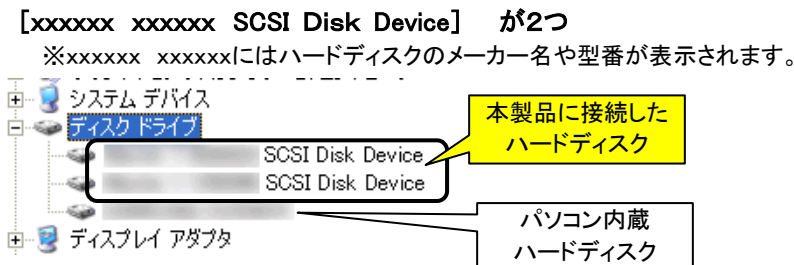 [xxxxxx xxxxxx SCSI Disk Device] が2つ
※xxxxxx xxxxxxにはハードディスクのメーカー名や型番が表示されます。
システム デバイス
ディスク ドライブ
SCSI Disk Device
SCSI Disk Device
本製品に接続した
ハードディスク
パソコン内蔵
ハードディスク
ディスプレイ アダプタ